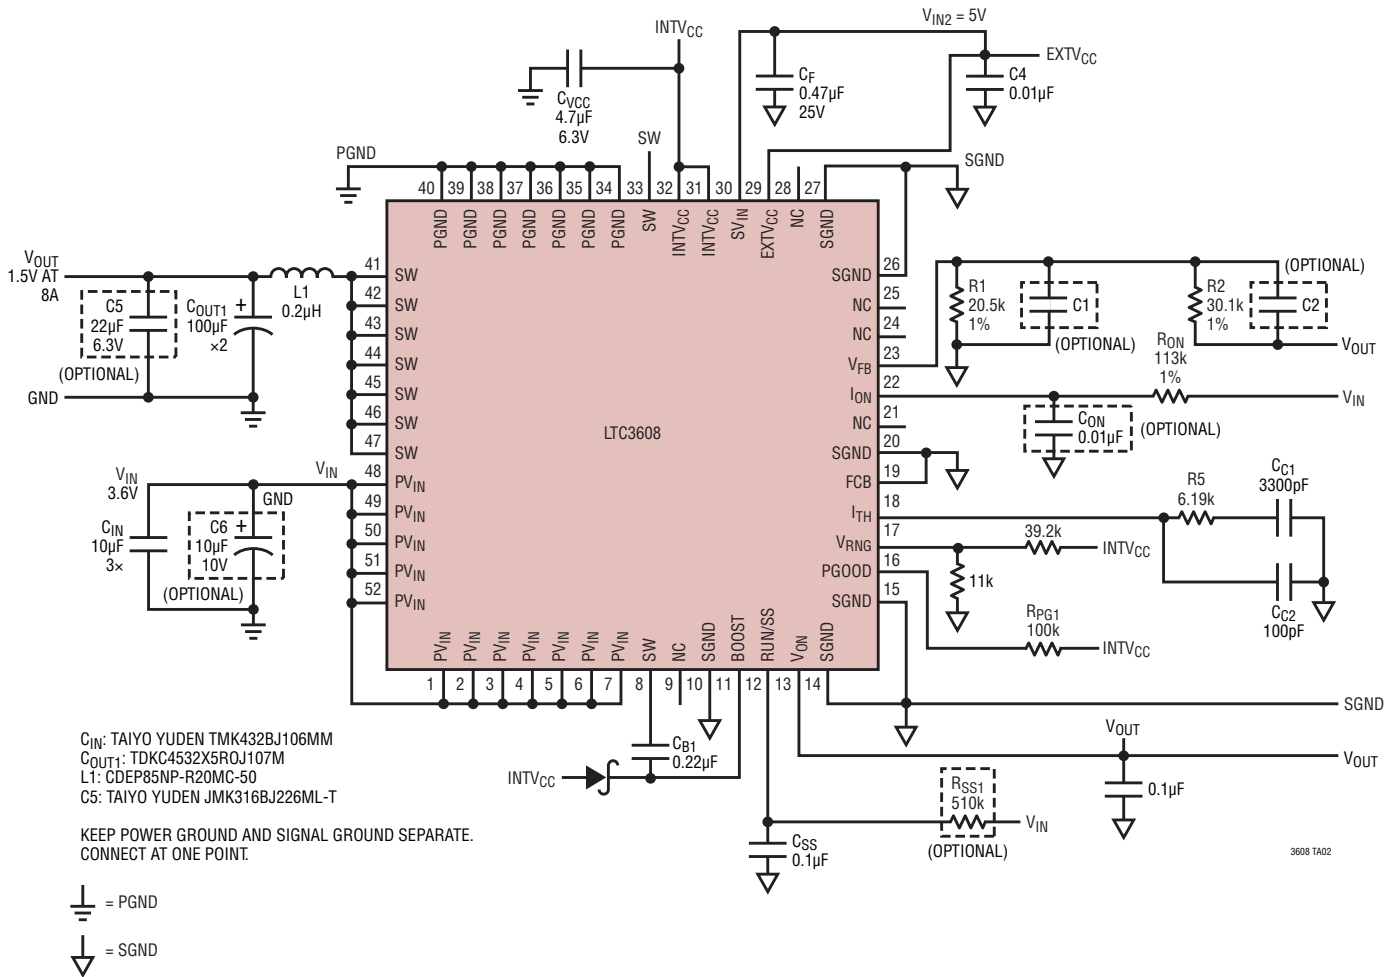 INTVCC
VIN2 = 5V
EXTVCC
CVCC
4.7µF
6.3V
CF
0.47µF
25V
C4
0.01µF
SW
PGND
SGND
40 39 38 37 36 35 34 33 32 31 30 29 28 27
PGND PGND PGND PGND PGND PGND PGND SW INTVCC INTVCC SVIN EXTVCC NC SGND
VOUT
1.5V AT
8A
C5
22µF
6.3V
(OPTIONAL)
COUT1
100µF
×2
+
L1
0.2µH
GND
41 SW
42 SW
43 SW
44 SW
45 SW
46 SW
47 SW
48 PVIN
49 PVIN
50 PVIN
51 PVIN
52 PVIN
VIN
3.6V
VIN
GND
CIN
10µF
3×
C6
10µF
10V
+
(OPTIONAL)
LTC3608
SGND 26
NC 25
NC 24
VFB 23
ION 22
NC 21
SGND 20
FCB 19
ITH 18
VRNG 17
PGOOD 16
SGND 15
R1
20.5k
1%
C1
(OPTIONAL)
R2
30.1k
1%
(OPTIONAL)
C2
VOUT
RON
113k
1%
VIN
CON
0.01µF
(OPTIONAL)
R5
6.19k
CC1
3300pF
CC2
100pF
39.2k
INTVCC
11k
RPG1
100k
INTVCC
PVIN PVIN PVIN PVIN PVIN PVIN PVIN SW NC SGND BOOST RUN/SS VON SGND
1 2 3 4 5 6 7 8 9 10 11 12 13 14
SGND
VOUT
VOUT
0.1µF
CB1
0.22µF
INTVCC
RSS1
510k
(OPTIONAL)
VIN
CSS
0.1µF
CIN: TAIYO YUDEN TMK432BJ106MM
COUT1: TDKC4532X5ROJ107M
L1: CDEP85NP-R20MC-50
C5: TAIYO YUDEN JMK316BJ226ML-T
KEEP POWER GROUND AND SIGNAL GROUND SEPARATE.
CONNECT AT ONE POINT.
= PGND
= SGND
3608 TA02